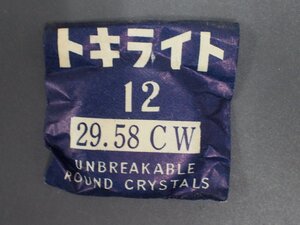 トキライト
12
29.58 CW
UNBREAKABLE
ROUND CRYSTALS